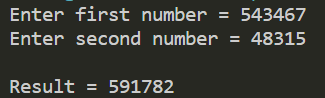 Enter first number = 543467
Enter second number = 48315
Result = 591782